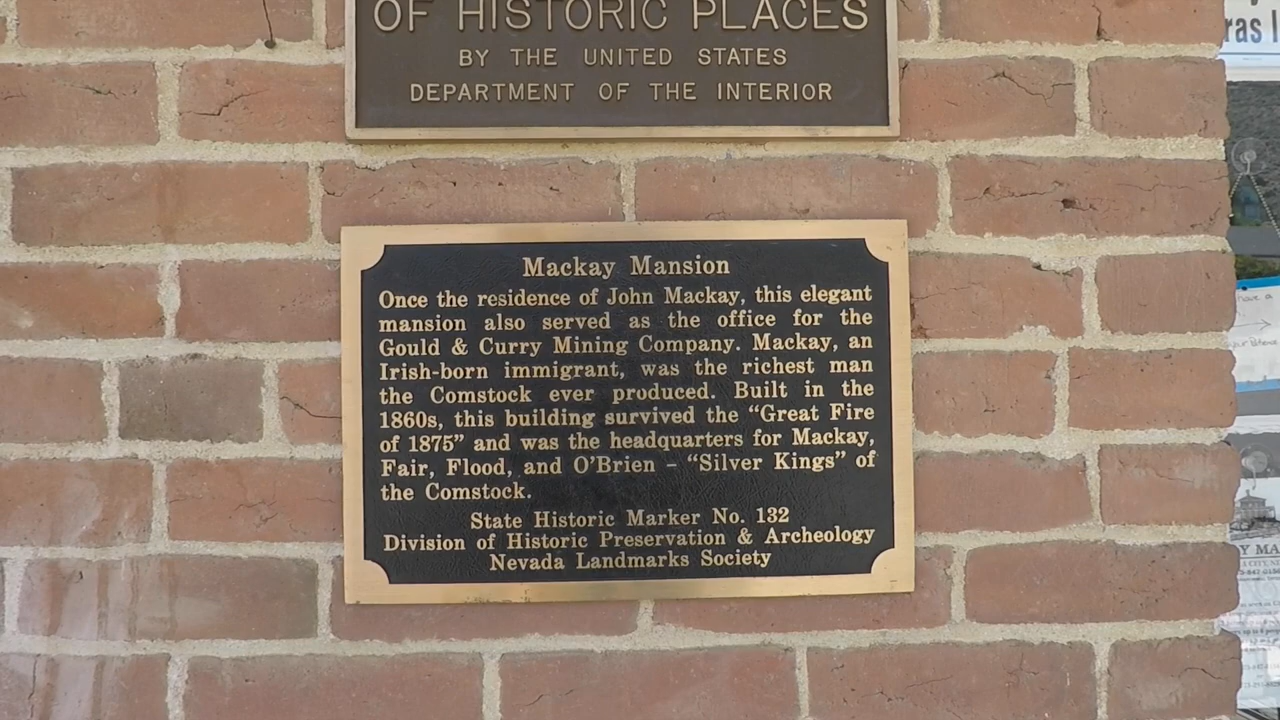 OF HISTORIC PLACES
BY THE UNITED STATES
DEPARTMENT OF THE INTERIOR
Mackay Mansion
Once the residence of John Mackay, this elegant
mansion also served as the office for the
Gould & Curry Mining Company. Mackay, an
Irish-born immigrant, was the richest man
the Comstock ever produced. Built in the
1860s, this building survived the "Great Fire
of 1875" and was the headquarters for Mackay,
Fair, Flood, and O'Brien - "Silver Kings" of
the Comstock.
State Historic Marker No. 132
Division of Historic Preservation & Archeology
Nevada Landmarks Society
have a